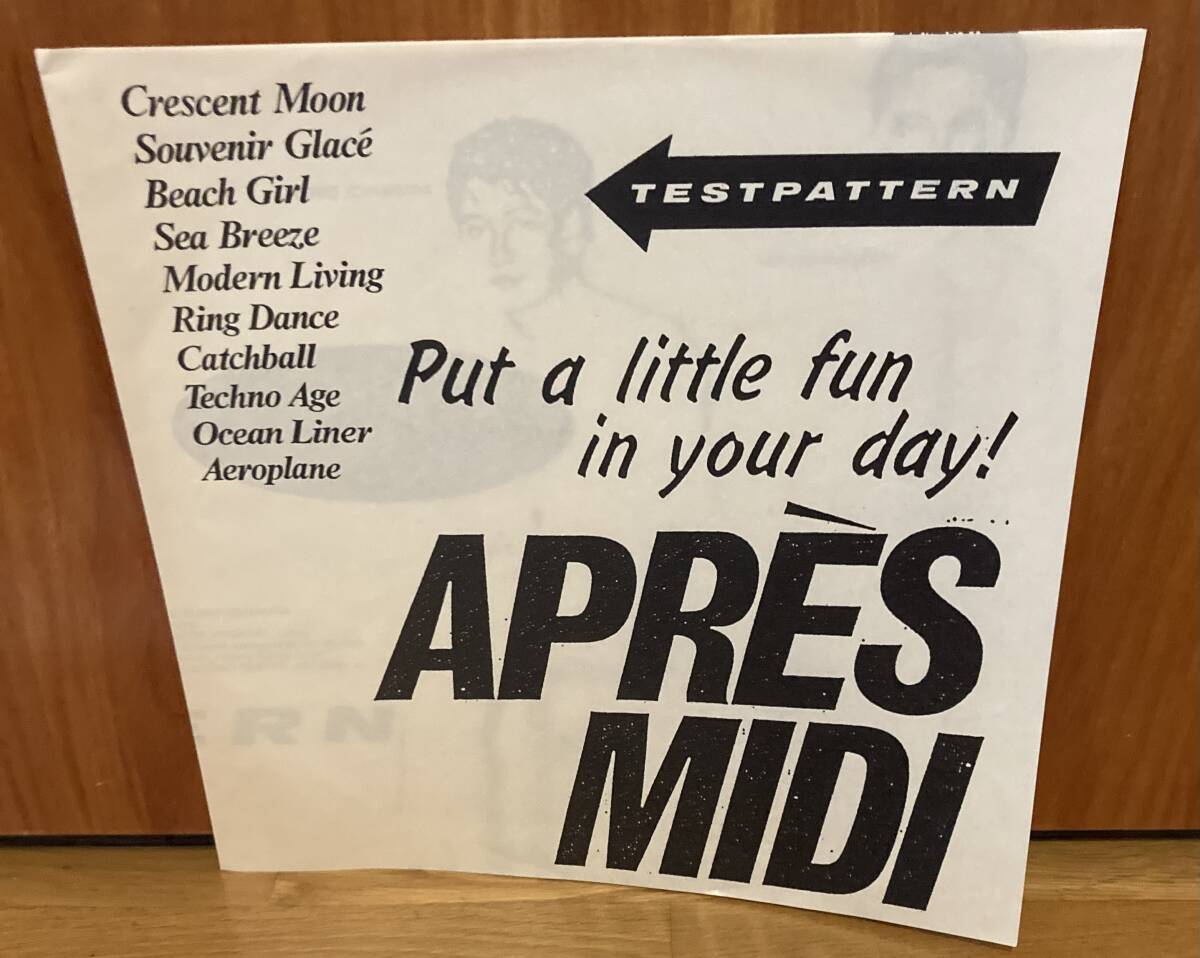 Crescent Moon
Souvenir Glacé
Beach Girl
Sea Breeze
Modern Living
Ring Dance
Catchball
Techno Age
Ocean Liner
Aeroplane
TESTPATTERN
Put a little fun
in your day!
APRÈS
MIDI